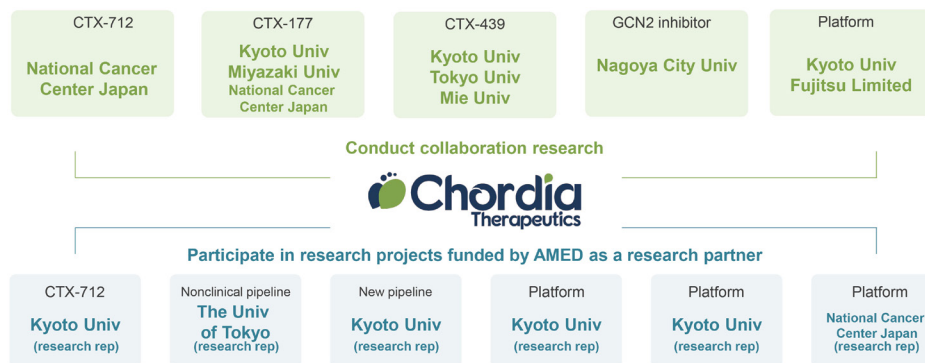 CTX-712
National Cancer
Center Japan
CTX-177
Kyoto Univ
Miyazaki Univ
National Cancer
Center Japan
CTX-439
Kyoto Univ
Tokyo Univ
Mie Univ
GCN2 inhibitor
Nagoya City Univ
Platform
Kyoto Univ
Fujitsu Limited
Conduct collaboration research
Chordia
Therapeutics
Participate in research projects funded by AMED as a research partner
CTX-712
Kyoto Univ
(research rep)
Nonclinical pipeline
The Univ
of Tokyo
(research rep)
New pipeline
Kyoto Univ
(research rep)
Platform
Kyoto Univ
(research rep)
Platform
Kyoto Univ
(research rep)
Platform
National Cancer
Center Japan
(research rep)